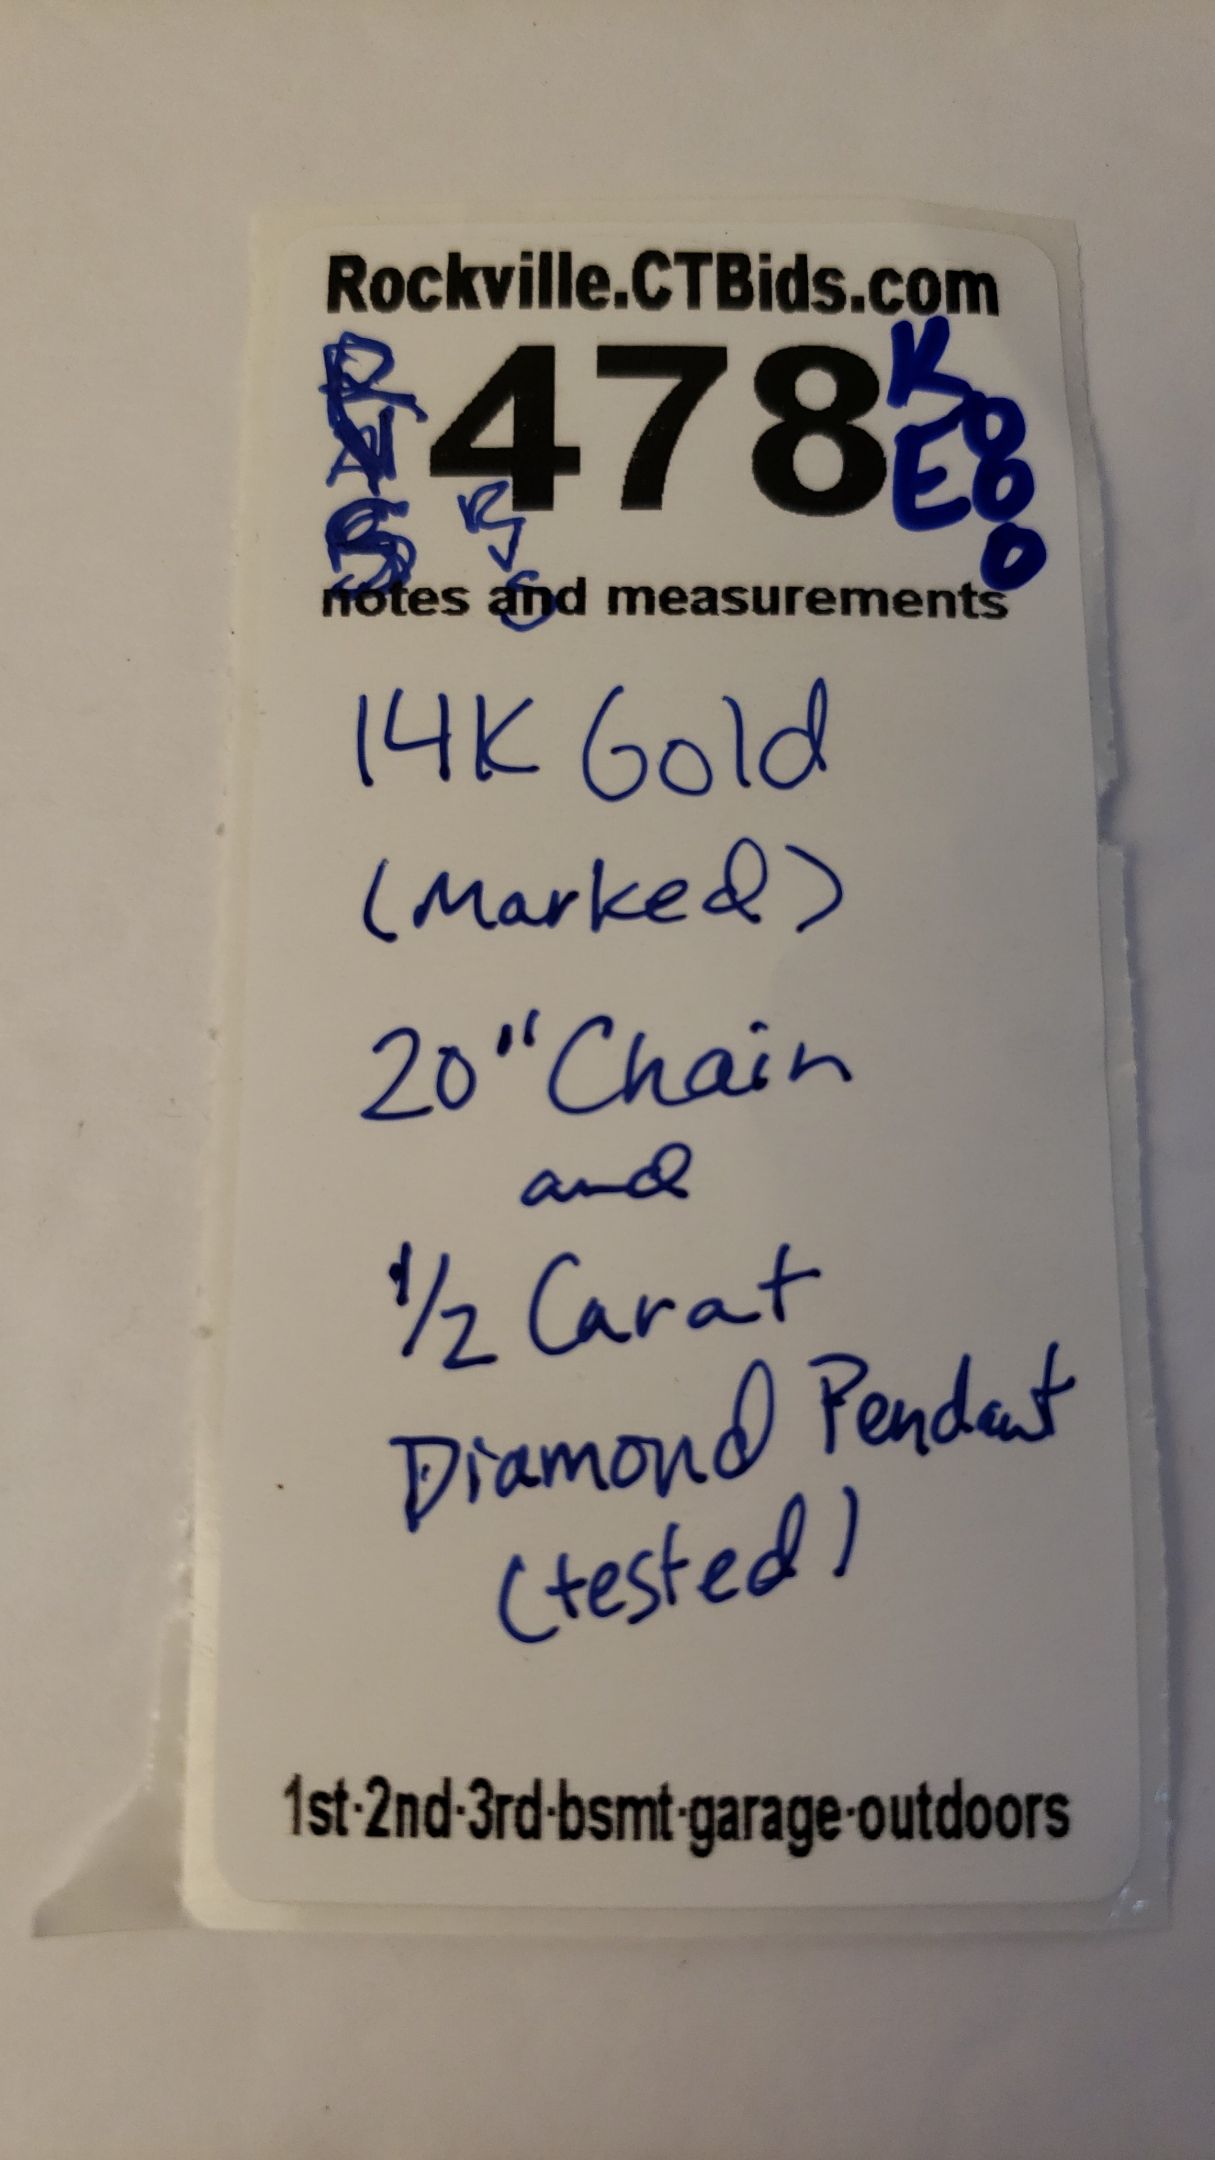 Rockville.CTBids.com
478
notes and measurements
14K Gold
(Marked)
20" Chain
and
1/2 Carat
Diamond Pendant
(tested)
1st·2nd·3rd·bsmt·garage·outdoors